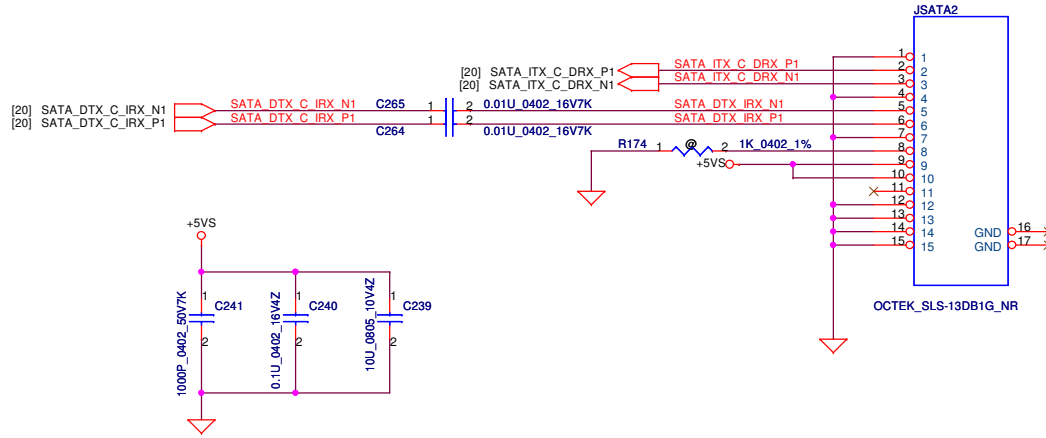 JSATA2
1 1
[20] SATA_ITX_C_DRX_P1 SATA_ITX_C_DRX_P1 2 2
[20] SATA_ITX_C_DRX_N1 SATA_ITX_C_DRX_N1 3 3
4 4
[20] SATA_DTX_C_IRX_N1 SATA_DTX_C_IRX_N1 C265 1 2 0.01U_0402_16V7K SATA_DTX_IRX_N1 5 5
[20] SATA_DTX_C_IRX_P1 SATA_DTX_C_IRX_P1 C264 1 2 0.01U_0402_16V7K SATA_DTX_IRX_P1 6 6
7 7
R174 1 @ 2 1K_0402_1% 8 8
+5VS 9 9
10 10
11 11
12 12
13 13
14 14 GND 16
15 15 GND 17
OCTEK_SLS-13DB1G_NR
+5VS
1 C241 2 1000P_0402_50V7K
1 C240 2 0.1U_0402_16V4Z
1 C239 2 10U_0805_10V4Z